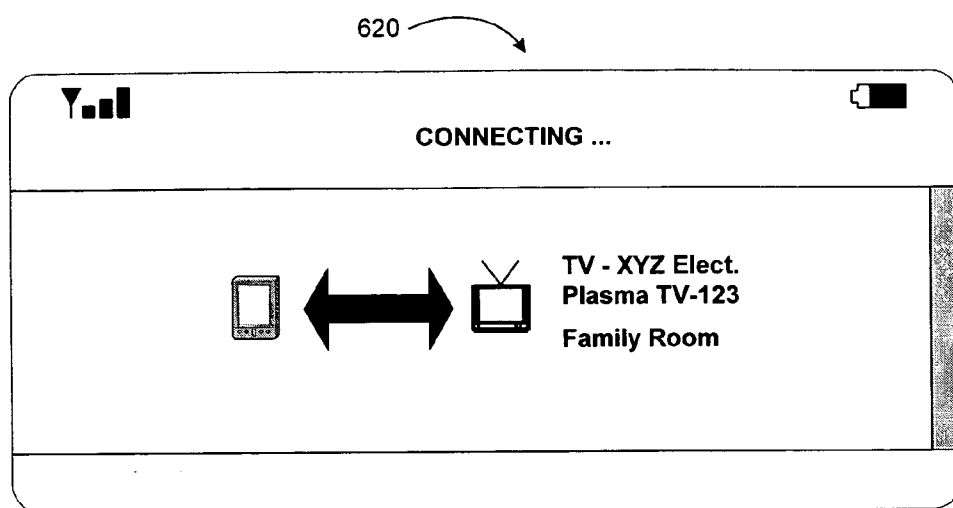 620
CONNECTING ...
TV - XYZ Elect.
Plasma TV-123
Family Room